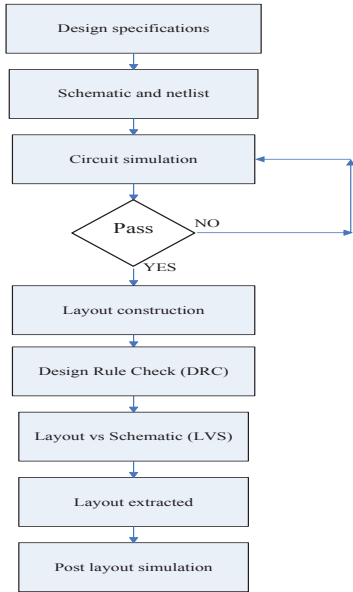 Design specifications
Schematic and netlist
Circuit simulation
Pass
NO
YES
Layout construction
Design Rule Check (DRC)
Layout vs Schematic (LVS)
Layout extracted
Post layout simulation